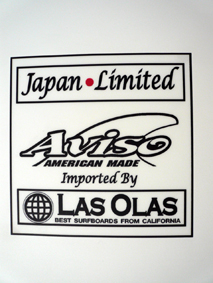 Japan•Limited
Aviso
AMERICAN MADE
Imported By
LAS OLAS
BEST SURFBOARDS FROM CALIFORNIA